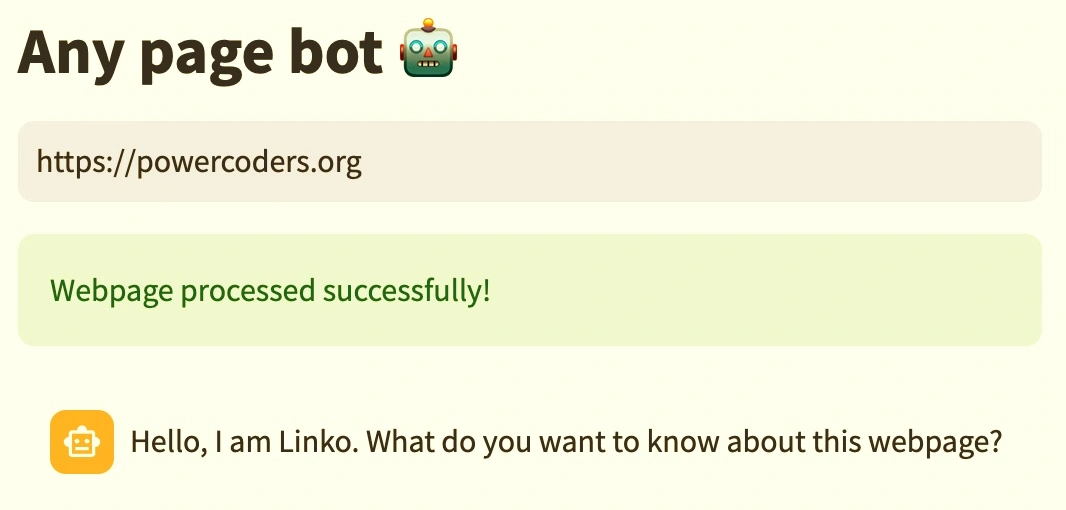 Any page bot 🤖
https://powercoders.org
Webpage processed successfully!
Hello, I am Linko. What do you want to know about this webpage?